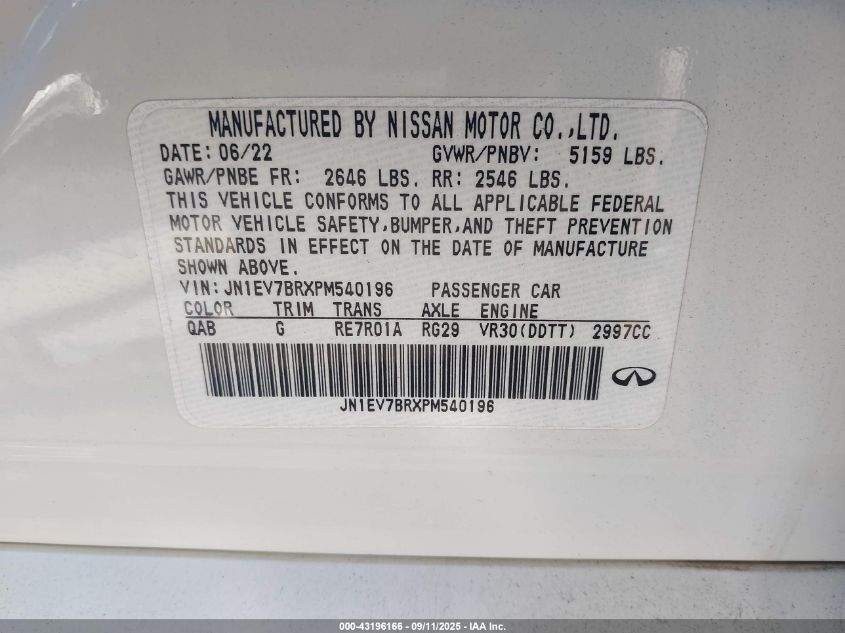 MANUFACTURED BY NISSAN MOTOR CO.,LTD.
DATE: 06/22 GVWR/PNBV: 5159 LBS.
GAWR/PNBE FR: 2646 LBS. RR: 2546 LBS.
THIS VEHICLE CONFORMS TO ALL APPLICABLE FEDERAL
MOTOR VEHICLE SAFETY,BUMPER,AND THEFT PREVENTION
STANDARDS IN EFFECT ON THE DATE OF MANUFACTURE
SHOWN ABOVE.
VIN:JN1EV7BRXPM540196 PASSENGER CAR
COLOR TRIM TRANS AXLE ENGINE
QAB G RE7R01A RG29 VR30(DDTT) 2997CC
JN1EV7BRXPM540196
000-43196166 - 09/11/2025 - IAA Inc.